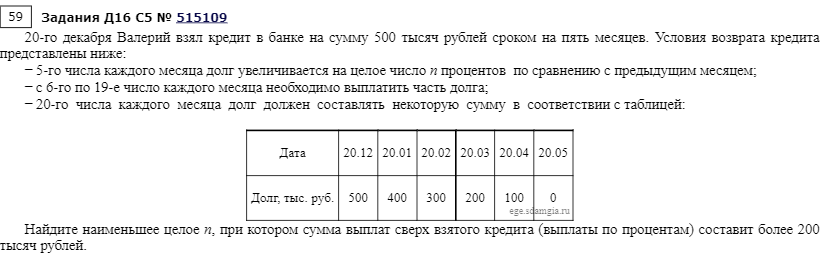 59 Задания Д16 С5 № 515109
20-го декабря Валерий взял кредит в банке на сумму 500 тысяч рублей сроком на пять месяцев. Условия возврата кредита
представлены ниже:
− 5-го числа каждого месяца долг увеличивается на целое число n процентов по сравнению с предыдущим месяцем;
− с 6-го по 19-е число каждого месяца необходимо выплатить часть долга;
− 20-го числа каждого месяца долг должен составлять некоторую сумму в соответствии с таблицей:
Дата 20.12 20.01 20.02 20.03 20.04 20.05
Долг, тыс. руб. 500 400 300 200 100 0
ege.sdamgia.ru
Найдите наименьшее целое n, при котором сумма выплат сверх взятого кредита (выплаты по процентам) составит более 200
тысяч рублей.